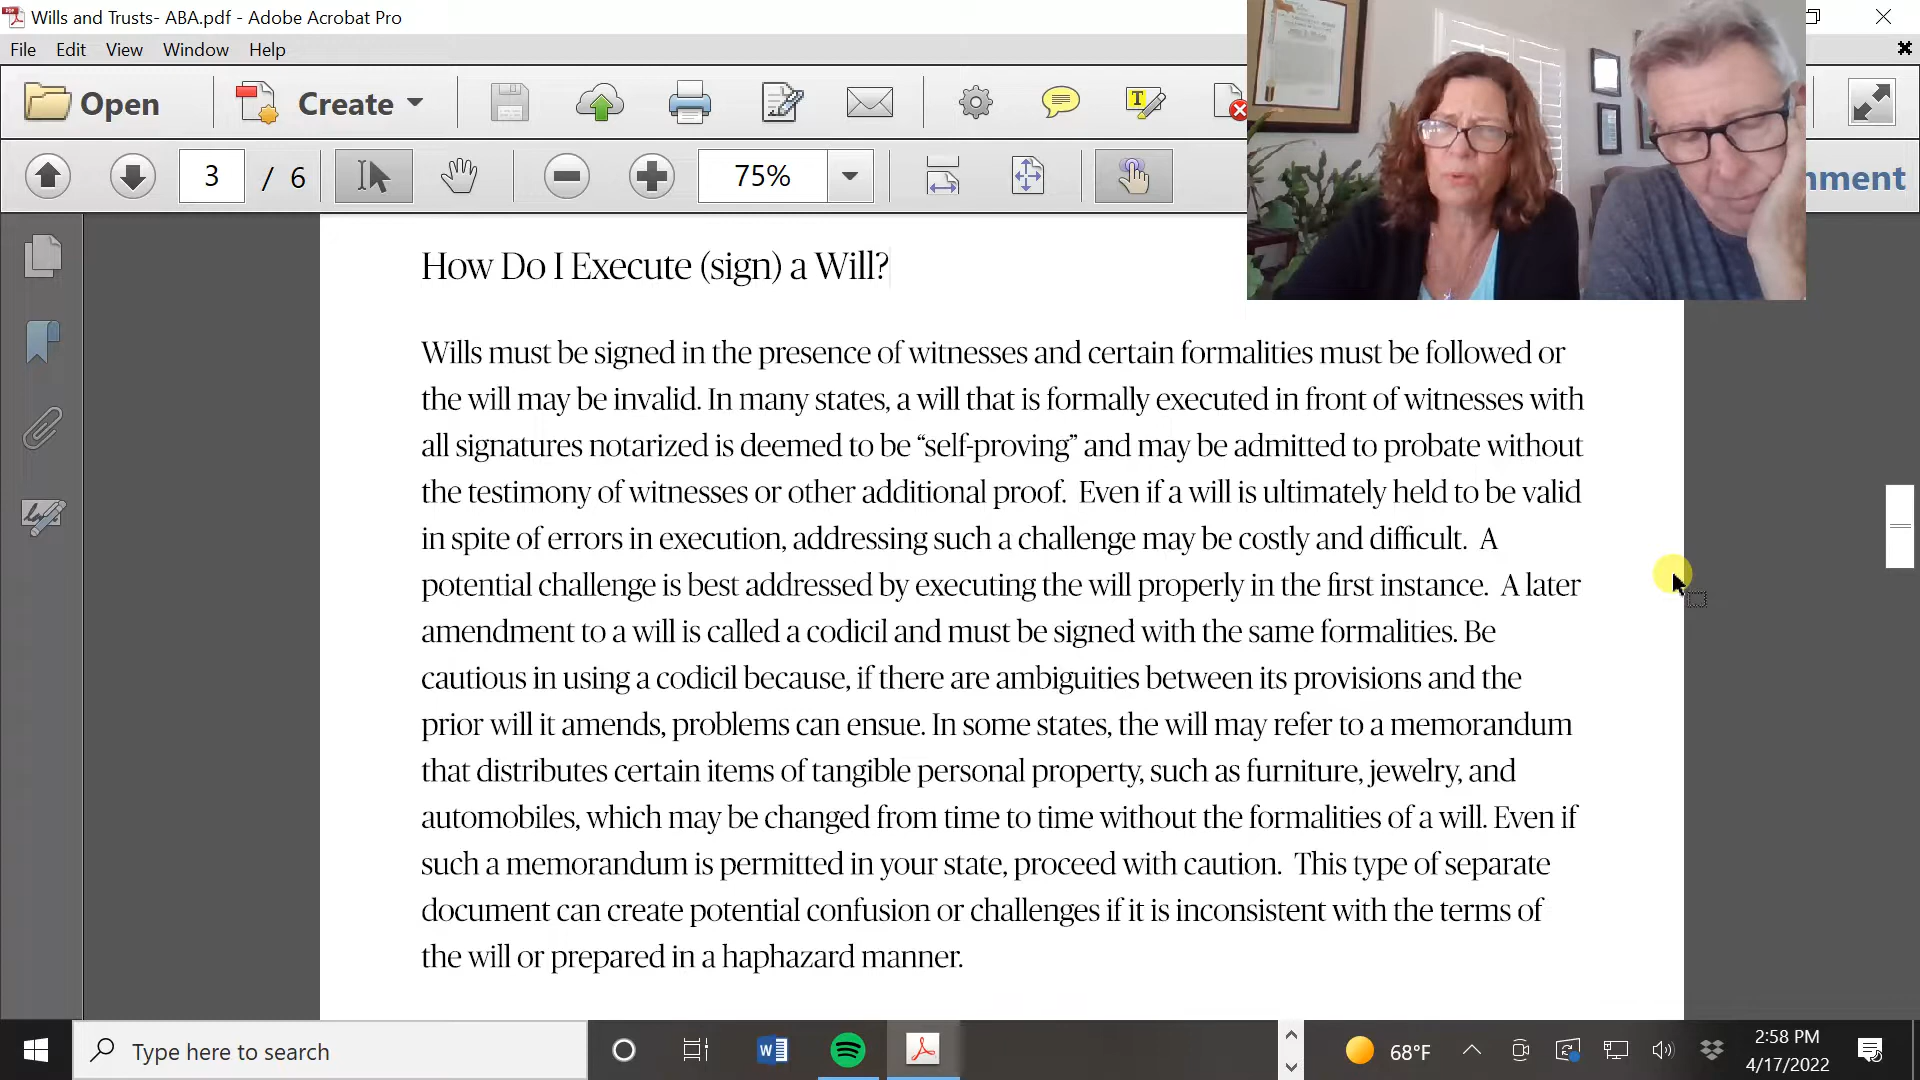 Wills and Trusts- ABA.pdf - Adobe Acrobat Pro
File Edit View Window Help
Open Create
3 / 6 75% mment
How Do I Execute (sign) a Will?
Wills must be signed in the presence of witnesses and certain formalities must be followed or
the will may be invalid. In many states, a will that is formally executed in front of witnesses with
all signatures notarized is deemed to be “self-proving” and may be admitted to probate without
the testimony of witnesses or other additional proof.  Even if a will is ultimately held to be valid
in spite of errors in execution, addressing such a challenge may be costly and difficult.  A
potential challenge is best addressed by executing the will properly in the first instance.  A later
amendment to a will is called a codicil and must be signed with the same formalities. Be
cautious in using a codicil because, if there are ambiguities between its provisions and the
prior will it amends, problems can ensue. In some states, the will may refer to a memorandum
that distributes certain items of tangible personal property, such as furniture, jewelry, and
automobiles, which may be changed from time to time without the formalities of a will. Even if
such a memorandum is permitted in your state, proceed with caution.  This type of separate
document can create potential confusion or challenges if it is inconsistent with the terms of
the will or prepared in a haphazard manner.
Type here to search
68°F
2:58 PM
4/17/2022